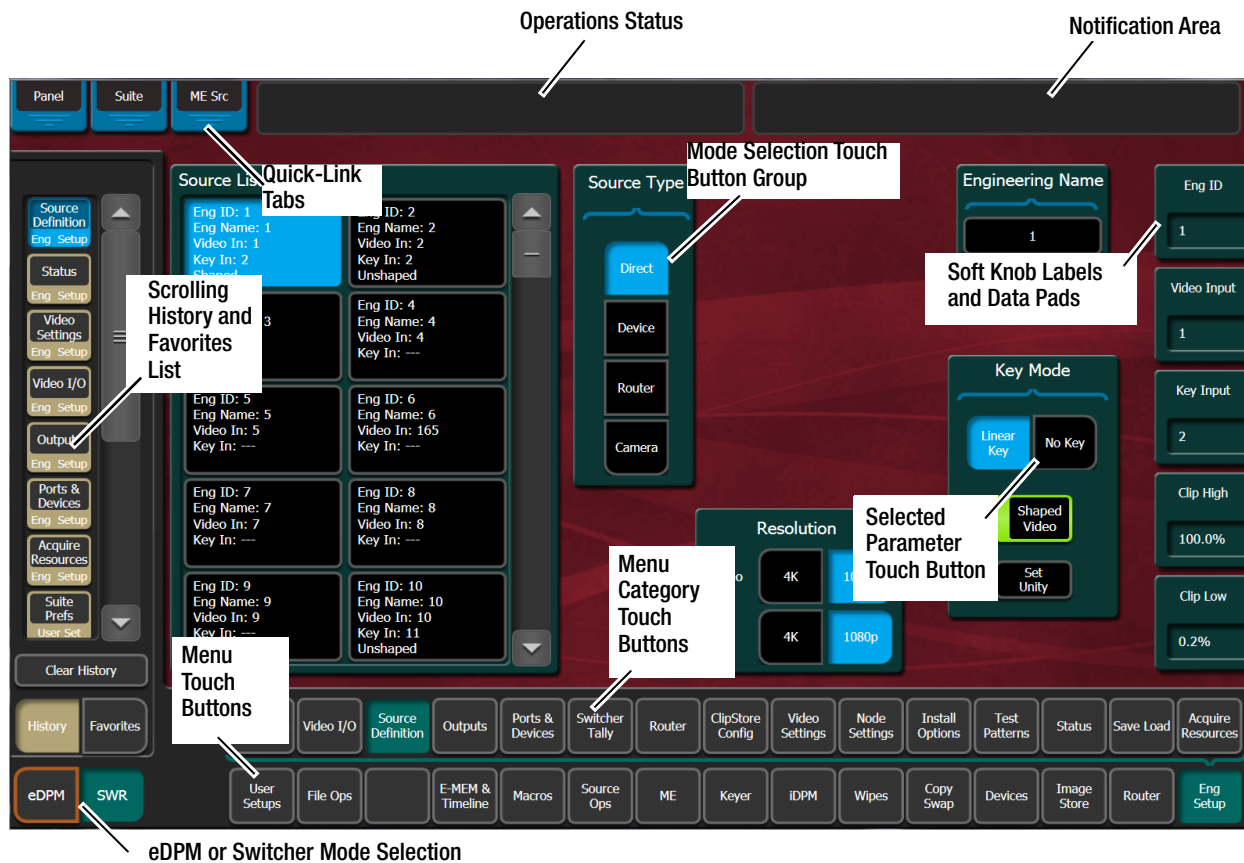 Operations Status
Notification Area
Panel
Suite
ME Src
Quick-Link
Tabs
Mode Selection Touch
Button Group
Source
Definition
Eng Setup
Status
Eng Setup
Video
Settings
Eng Setup
Video I/O
Eng Setup
Output
Eng Setup
Ports &
Devices
Eng Setup
Acquire
Resources
Eng Setup
Suite
Prefs
User Set
Clear History
History
Favorites
eDPM
SWR
Scrolling
History and
Favorites
List
Source Lis
Eng ID: 1
Eng Name: 1
Video In: 1
Key In: 2
Shaped
Eng ID: 2
Eng Name: 2
Video In: 2
Key In: 2
Unshaped
3
Eng ID: 4
Eng Name: 4
Video In: 4
Key In: ---
Eng ID: 5
Eng Name: 5
Video In: 5
Key In: ---
Eng ID: 6
Eng Name: 6
Video In: 165
Key In: ---
Eng ID: 7
Eng Name: 7
Video In: 7
Key In: ---
Eng ID: 8
Eng Name: 8
Video In: 8
Key In: ---
Eng ID: 9
Eng Name: 9
Video In: 9
Key In: ---
Eng ID: 10
Eng Name: 10
Video In: 10
Key In: 11
Unshaped
Source Type
Direct
Device
Router
Camera
Engineering Name
1
Soft Knob Labels
and Data Pads
Eng ID
1
Video Input
1
Key Input
2
Clip High
100.0%
Clip Low
0.2%
Key Mode
Linear
Key
No Key
Shaped
Video
Set
Unity
Selected
Parameter
Touch Button
Resolution
4K
4K
1080p
Menu
Category
Touch
Buttons
Menu
Touch
Buttons
Video I/O
Source
Definition
Outputs
Ports &
Devices
Switcher
Tally
Router
ClipStore
Config
Video
Settings
Node
Settings
Install
Options
Test
Patterns
Status
Save Load
Acquire
Resources
User
Setups
File Ops
E-MEM &
Timeline
Macros
Source
Ops
ME
Keyer
iDPM
Wipes
Copy
Swap
Devices
Image
Store
Router
Eng
Setup
eDPM or Switcher Mode Selection